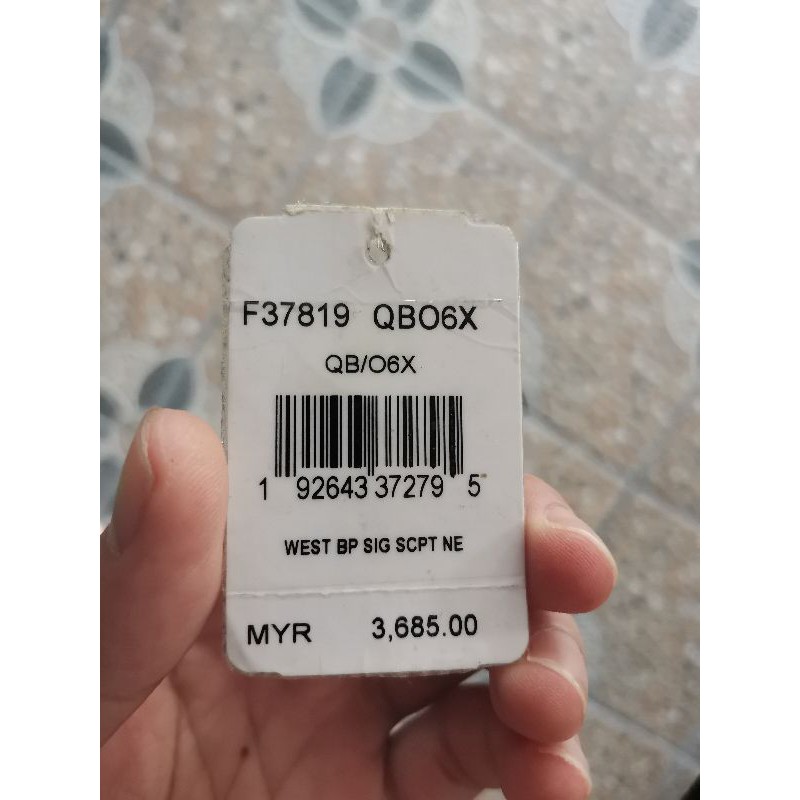 F37819 QBO6X
QB/O6X
1 92643 37279 5
WEST BP SIG SCPT NE
MYR 3,685.00